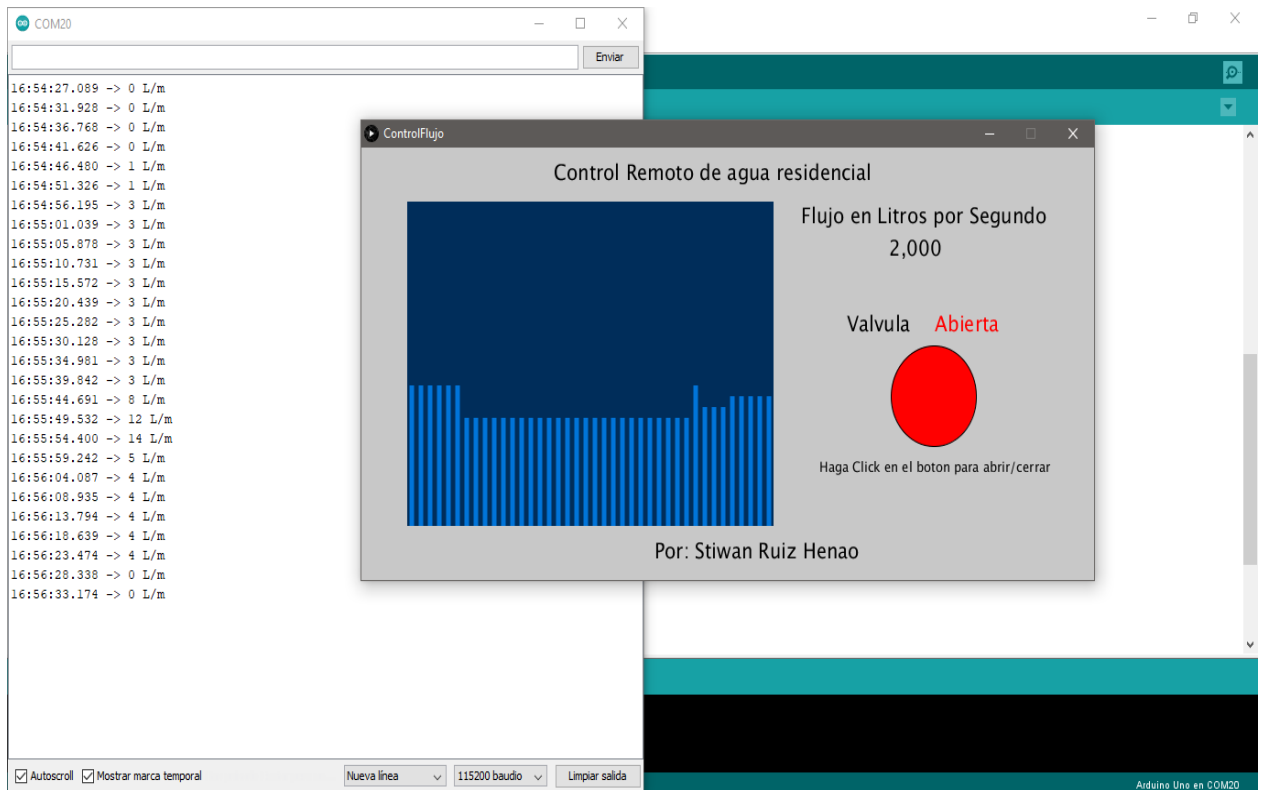 COM20
Enviar
16:54:27.089 -> 0 L/m
16:54:31.928 -> 0 L/m
16:54:36.768 -> 0 L/m
16:54:41.626 -> 0 L/m
16:54:46.480 -> 1 L/m
16:54:51.326 -> 1 L/m
16:54:56.195 -> 3 L/m
16:55:01.039 -> 3 L/m
16:55:05.878 -> 3 L/m
16:55:10.731 -> 3 L/m
16:55:15.572 -> 3 L/m
16:55:20.439 -> 3 L/m
16:55:25.282 -> 3 L/m
16:55:30.128 -> 3 L/m
16:55:34.981 -> 3 L/m
16:55:39.842 -> 3 L/m
16:55:44.691 -> 8 L/m
16:55:49.532 -> 12 L/m
16:55:54.400 -> 14 L/m
16:55:59.242 -> 5 L/m
16:56:04.087 -> 4 L/m
16:56:08.935 -> 4 L/m
16:56:13.794 -> 4 L/m
16:56:18.639 -> 4 L/m
16:56:23.474 -> 4 L/m
16:56:28.338 -> 0 L/m
16:56:33.174 -> 0 L/m
Autoscroll Mostrar marca temporal Nueva línea 115200 baudio Limpiar salida
ControlFlujo
Control Remoto de agua residencial
Flujo en Litros por Segundo
2,000
Valvula Abierta
Haga Click en el boton para abrir/cerrar
Por: Stiwan Ruiz Henao
Arduino Uno en COM20